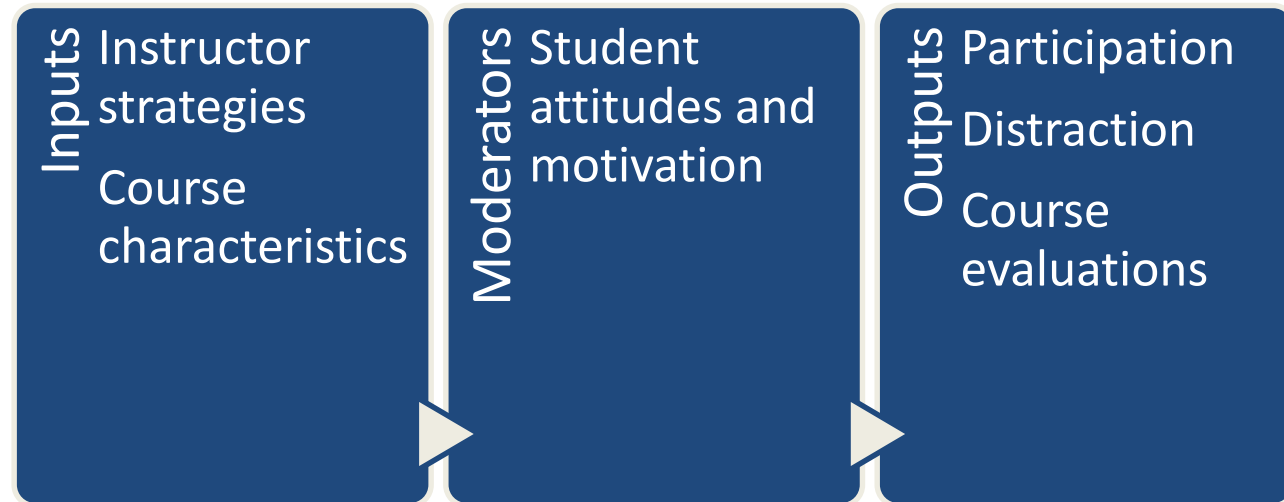 Inputs
Instructor
strategies
Course
characteristics
Moderators
Student
attitudes and
motivation
Outputs
Participation
Distraction
Course
evaluations